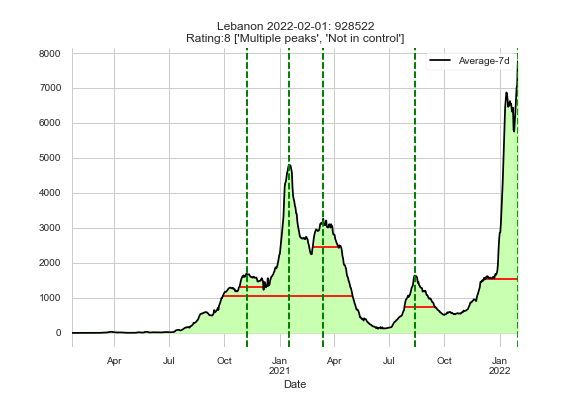 Lebanon 2022-02-01: 928522
Rating:8 ['Multiple peaks', 'Not in control']
Average-7d
8000
7000
6000
5000
4000
3000
2000
1000
0
Apr Jul Oct Jan Apr Jul Oct Jan
2021 2022
Date